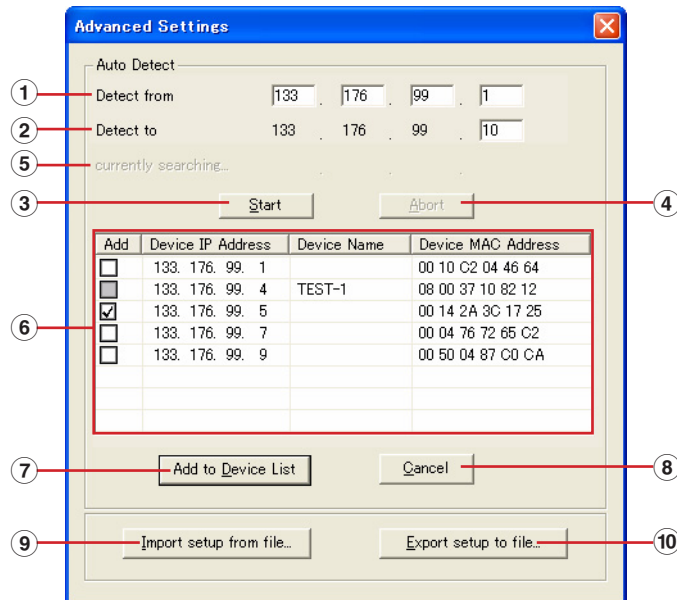 Advanced Settings
Auto Detect
① Detect from 133 . 176 . 99 . 1
② Detect to 133 . 176 . 99 . 10
⑤ currently searching... . . .
③ Start Abort ④
Add Device IP Address Device Name Device MAC Address
133. 176. 99. 1 00 10 C2 04 46 64
133. 176. 99. 4 TEST-1 08 00 37 10 82 12
⑥ 133. 176. 99. 5 00 14 2A 3C 17 25
133. 176. 99. 7 00 04 76 72 65 C2
133. 176. 99. 9 00 50 04 87 C0 CA
⑦ Add to Device List Cancel ⑧
⑨ Import setup from file... Export setup to file... ⑩